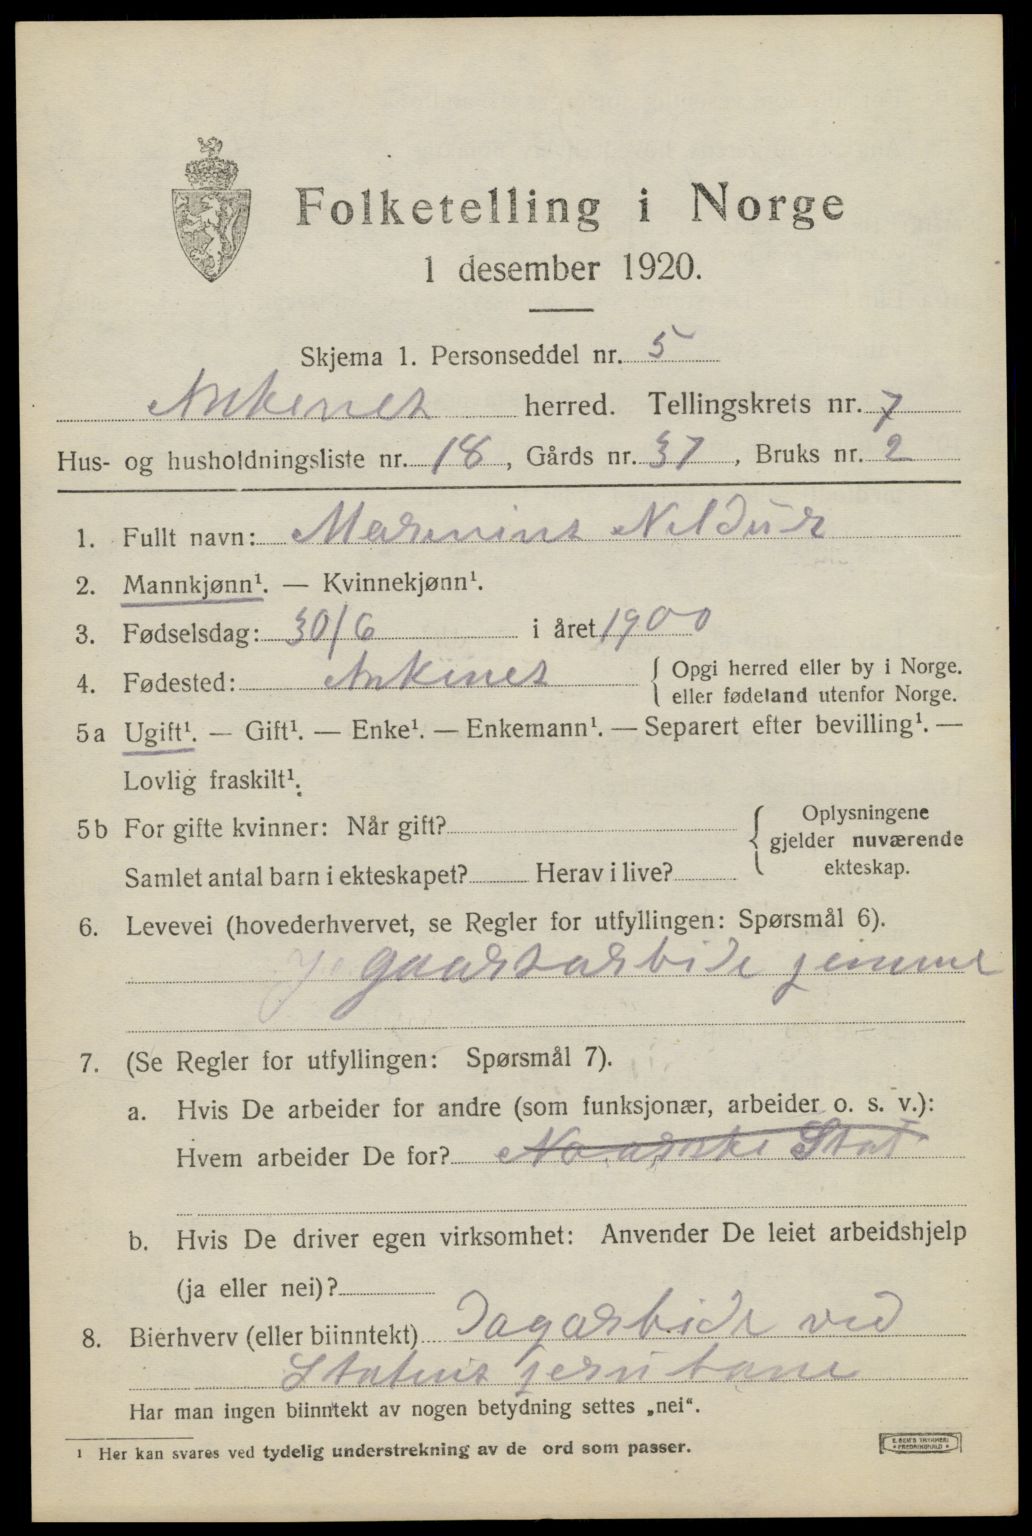 Folketelling i Norge
1 desember 1920.
Skjema 1. Personseddel nr. 5
Ankenes herred. Tellingskrets nr. 7
Hus- og husholdningsliste nr. 18, Gårds nr. 37, Bruks nr. 2
1. Fullt navn: Marenius
2. Mannkjønn¹. — Kvinnekjønn¹.
3. Fødselsdag: 30/6 i året 1900
4. Fødested: Ankenes { Opgi herred eller by i Norge.
eller fødeland utenfor Norge.
5a Ugift¹. — Gift¹. — Enke¹. — Enkemann¹. — Separert efter bevilling¹. —
Lovlig fraskilt¹.
5b For gifte kvinner: Når gift? { Oplysningene
gjelder nuværende
ekteskap.
Samlet antal barn i ekteskapet? Herav i live?
6. Levevei (hovederhvervet, se Regler for utfyllingen: Spørsmål 6).
gaarsarbide jemme
7. (Se Regler for utfyllingen: Spørsmål 7).
a. Hvis De arbeider for andre (som funksjonær, arbeider o. s. v.):
Hvem arbeider De for? Stat
b. Hvis De driver egen virksomhet: Anvender De leiet arbeidshjelp
(ja eller nei)?
8. Bierhverv (eller biinntekt) Dagarbide ved
Statens
Har man ingen biinntekt av nogen betydning settes „nei“.
¹ Her kan svares ved tydelig understrekning av de ord som passer.